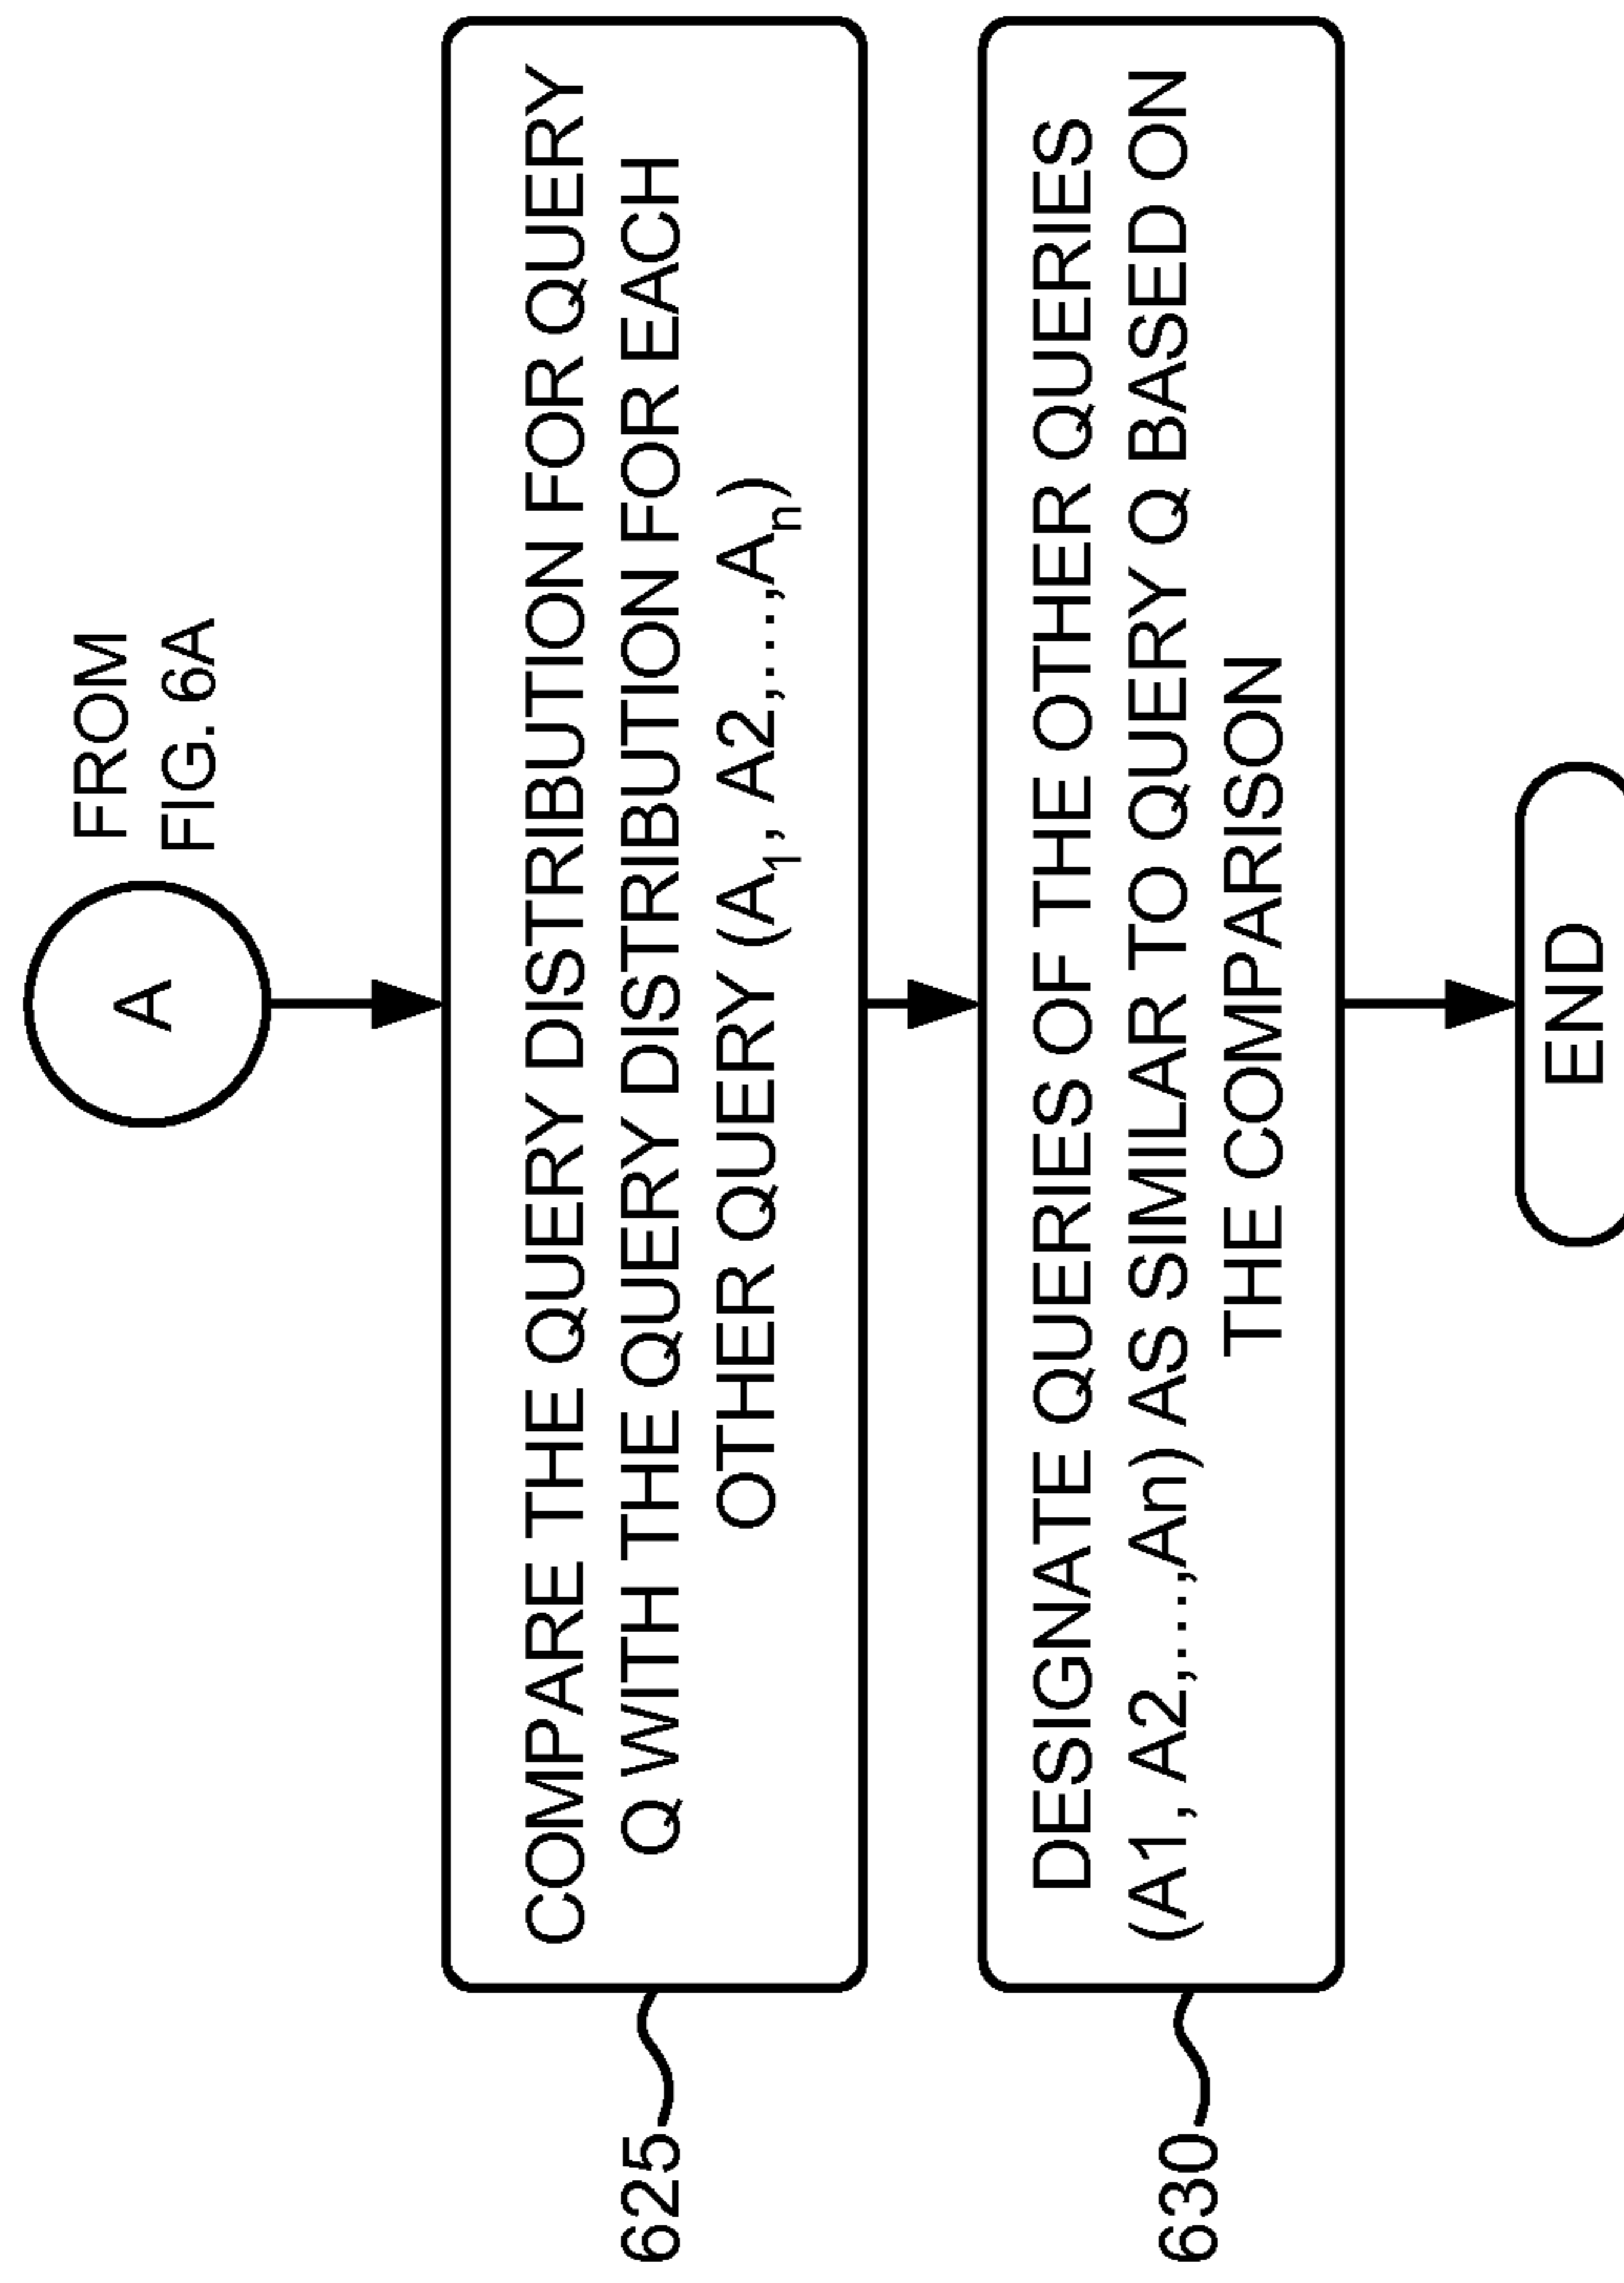 A
FROM
FIG. 6A
625
COMPARE THE QUERY DISTRIBUTION FOR QUERY
Q WITH THE QUERY DISTRIBUTION FOR EACH
OTHER QUERY (A₁, A2,...,Aₙ)
630
DESIGNATE QUERIES OF THE OTHER QUERIES
(A1, A2,...,An) AS SIMILAR TO QUERY Q BASED ON
THE COMPARISON
END